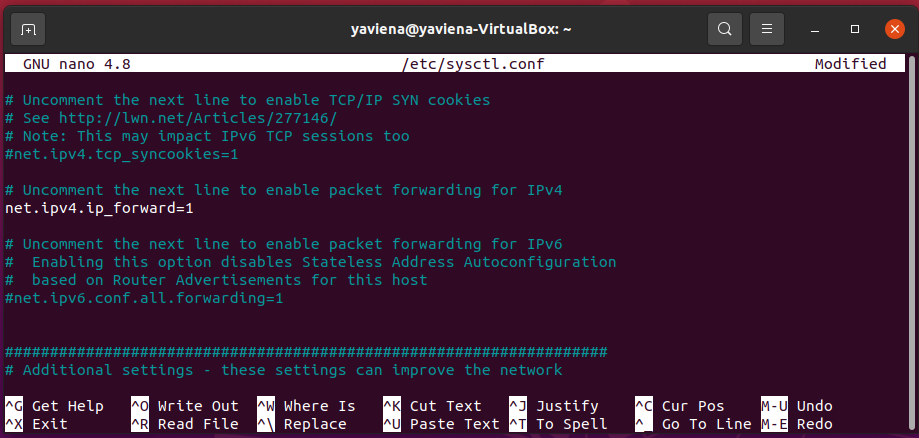 yaviena@yaviena-VirtualBox: ~
GNU nano 4.8 /etc/sysctl.conf Modified
# Uncomment the next line to enable TCP/IP SYN cookies
# See http://lwn.net/Articles/277146/
# Note: This may impact IPv6 TCP sessions too
#net.ipv4.tcp_syncookies=1
# Uncomment the next line to enable packet forwarding for IPv4
net.ipv4.ip_forward=1
# Uncomment the next line to enable packet forwarding for IPv6
#  Enabling this option disables Stateless Address Autoconfiguration
#  based on Router Advertisements for this host
#net.ipv6.conf.all.forwarding=1
###################################################################
# Additional settings - these settings can improve the network
^G Get Help ^O Write Out ^W Where Is ^K Cut Text ^J Justify ^C Cur Pos M-U Undo
^X Exit ^R Read File ^\ Replace ^U Paste Text ^T To Spell ^_ Go To Line M-E Redo